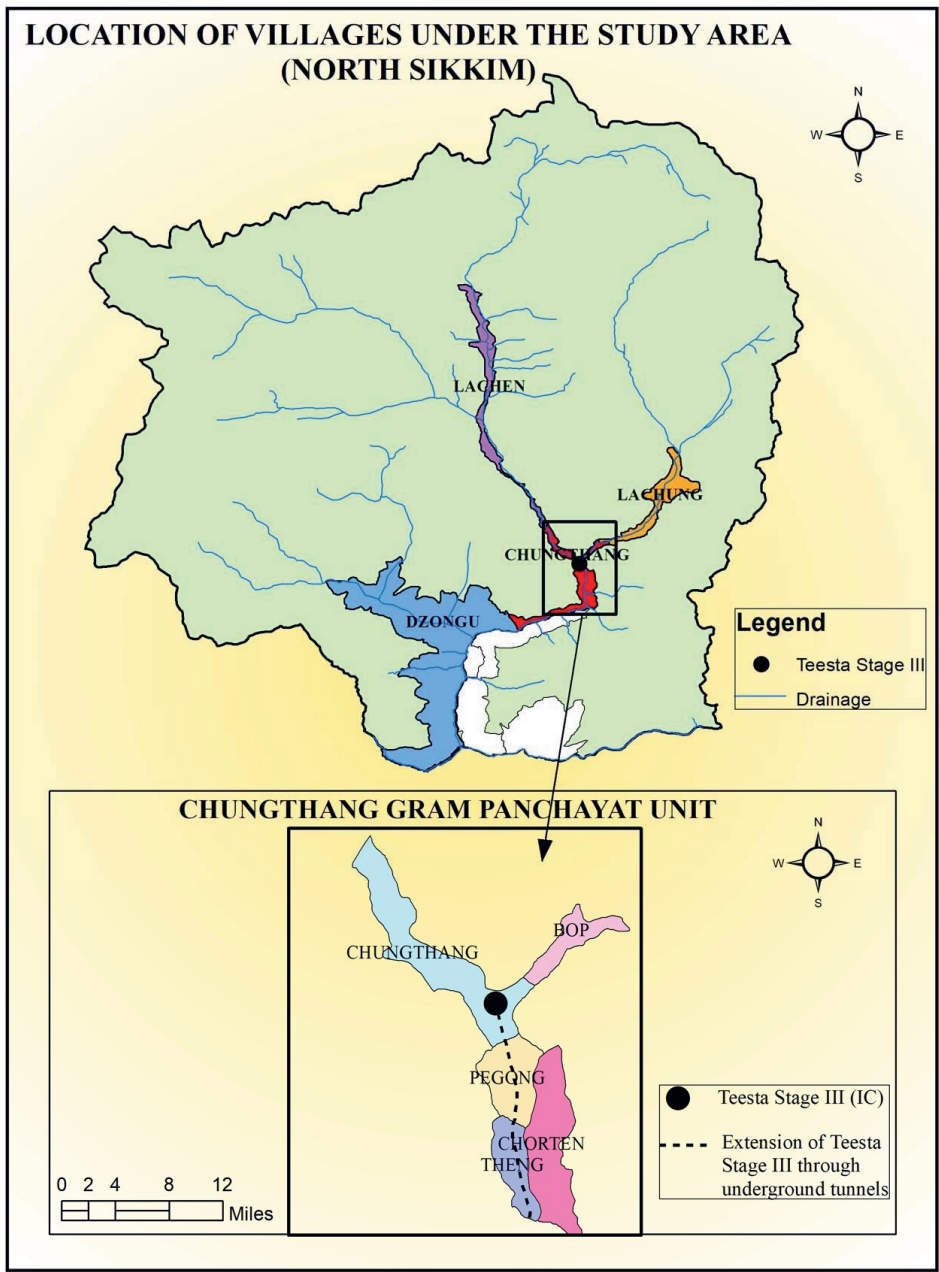 LOCATION OF VILLAGES UNDER THE STUDY AREA
(NORTH SIKKIM)
N
W
E
S
LACHEN
LACHUNG
CHUNGTHANG
DZONGU
Legend
Teesta Stage III
Drainage
CHUNGTHANG GRAM PANCHAYAT UNIT
N
W
E
S
BOP
CHUNGTHANG
PEGONG
CHORTEN
THENG
Teesta Stage III (IC)
Extension of Teesta
Stage III through
underground tunnels
0 2 4 8 12
Miles